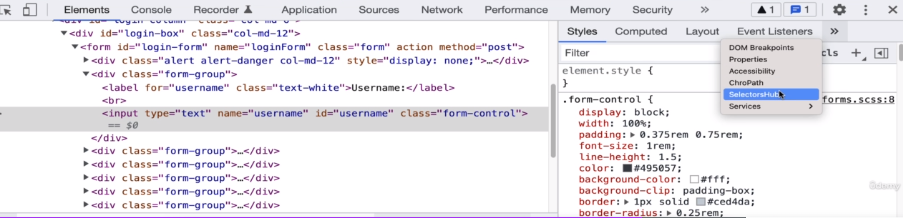 Elements Console Recorder Sources Network Performance Memory Security » 1 1
<div id="login-box" class="col-md-12">
<form id="login-form" name="loginForm" class="form" action method="post">
<div class="alert alert-danger col-md-12" style="display: none;">…</div>
<div class="form-group">
<label for="username" class="text-white">Username:</label>
<br>
<input type="text" name="username" id="username" class="form-control">
== $0
</div>
<div class="form-group">…</div>
<div class="form-group">…</div>
<div class="form-group">…</div>
<div class="form-group">…</div>
Styles Computed Layout Event Listeners »
Filter
cls +
DOM Breakpoints
Properties
Accessibility
ChroPath
SelectorsHub
Services
element.style {
}
.form-control {
forms.scss:8
display: block;
width: 100%;
padding: 0.375rem 0.75rem;
font-size: 1rem;
line-height: 1.5;
color: #495057;
background-color: #fff;
background-clip: padding-box;
border: 1px solid #ced4da;
border-radius: 0.25rem;
Udemy